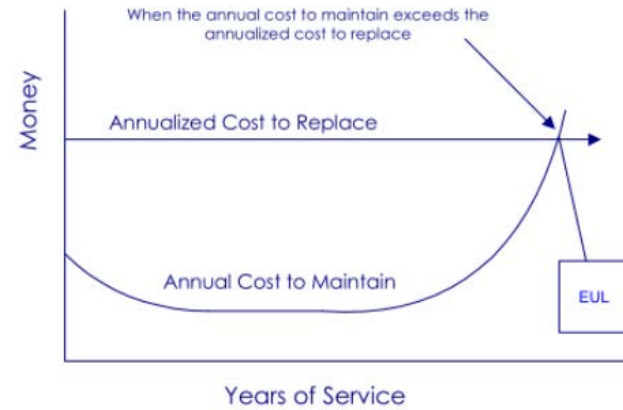 When the annual cost to maintain exceeds the
annualized cost to replace
Money
Annualized Cost to Replace
Annual Cost to Maintain
EUL
Years of Service